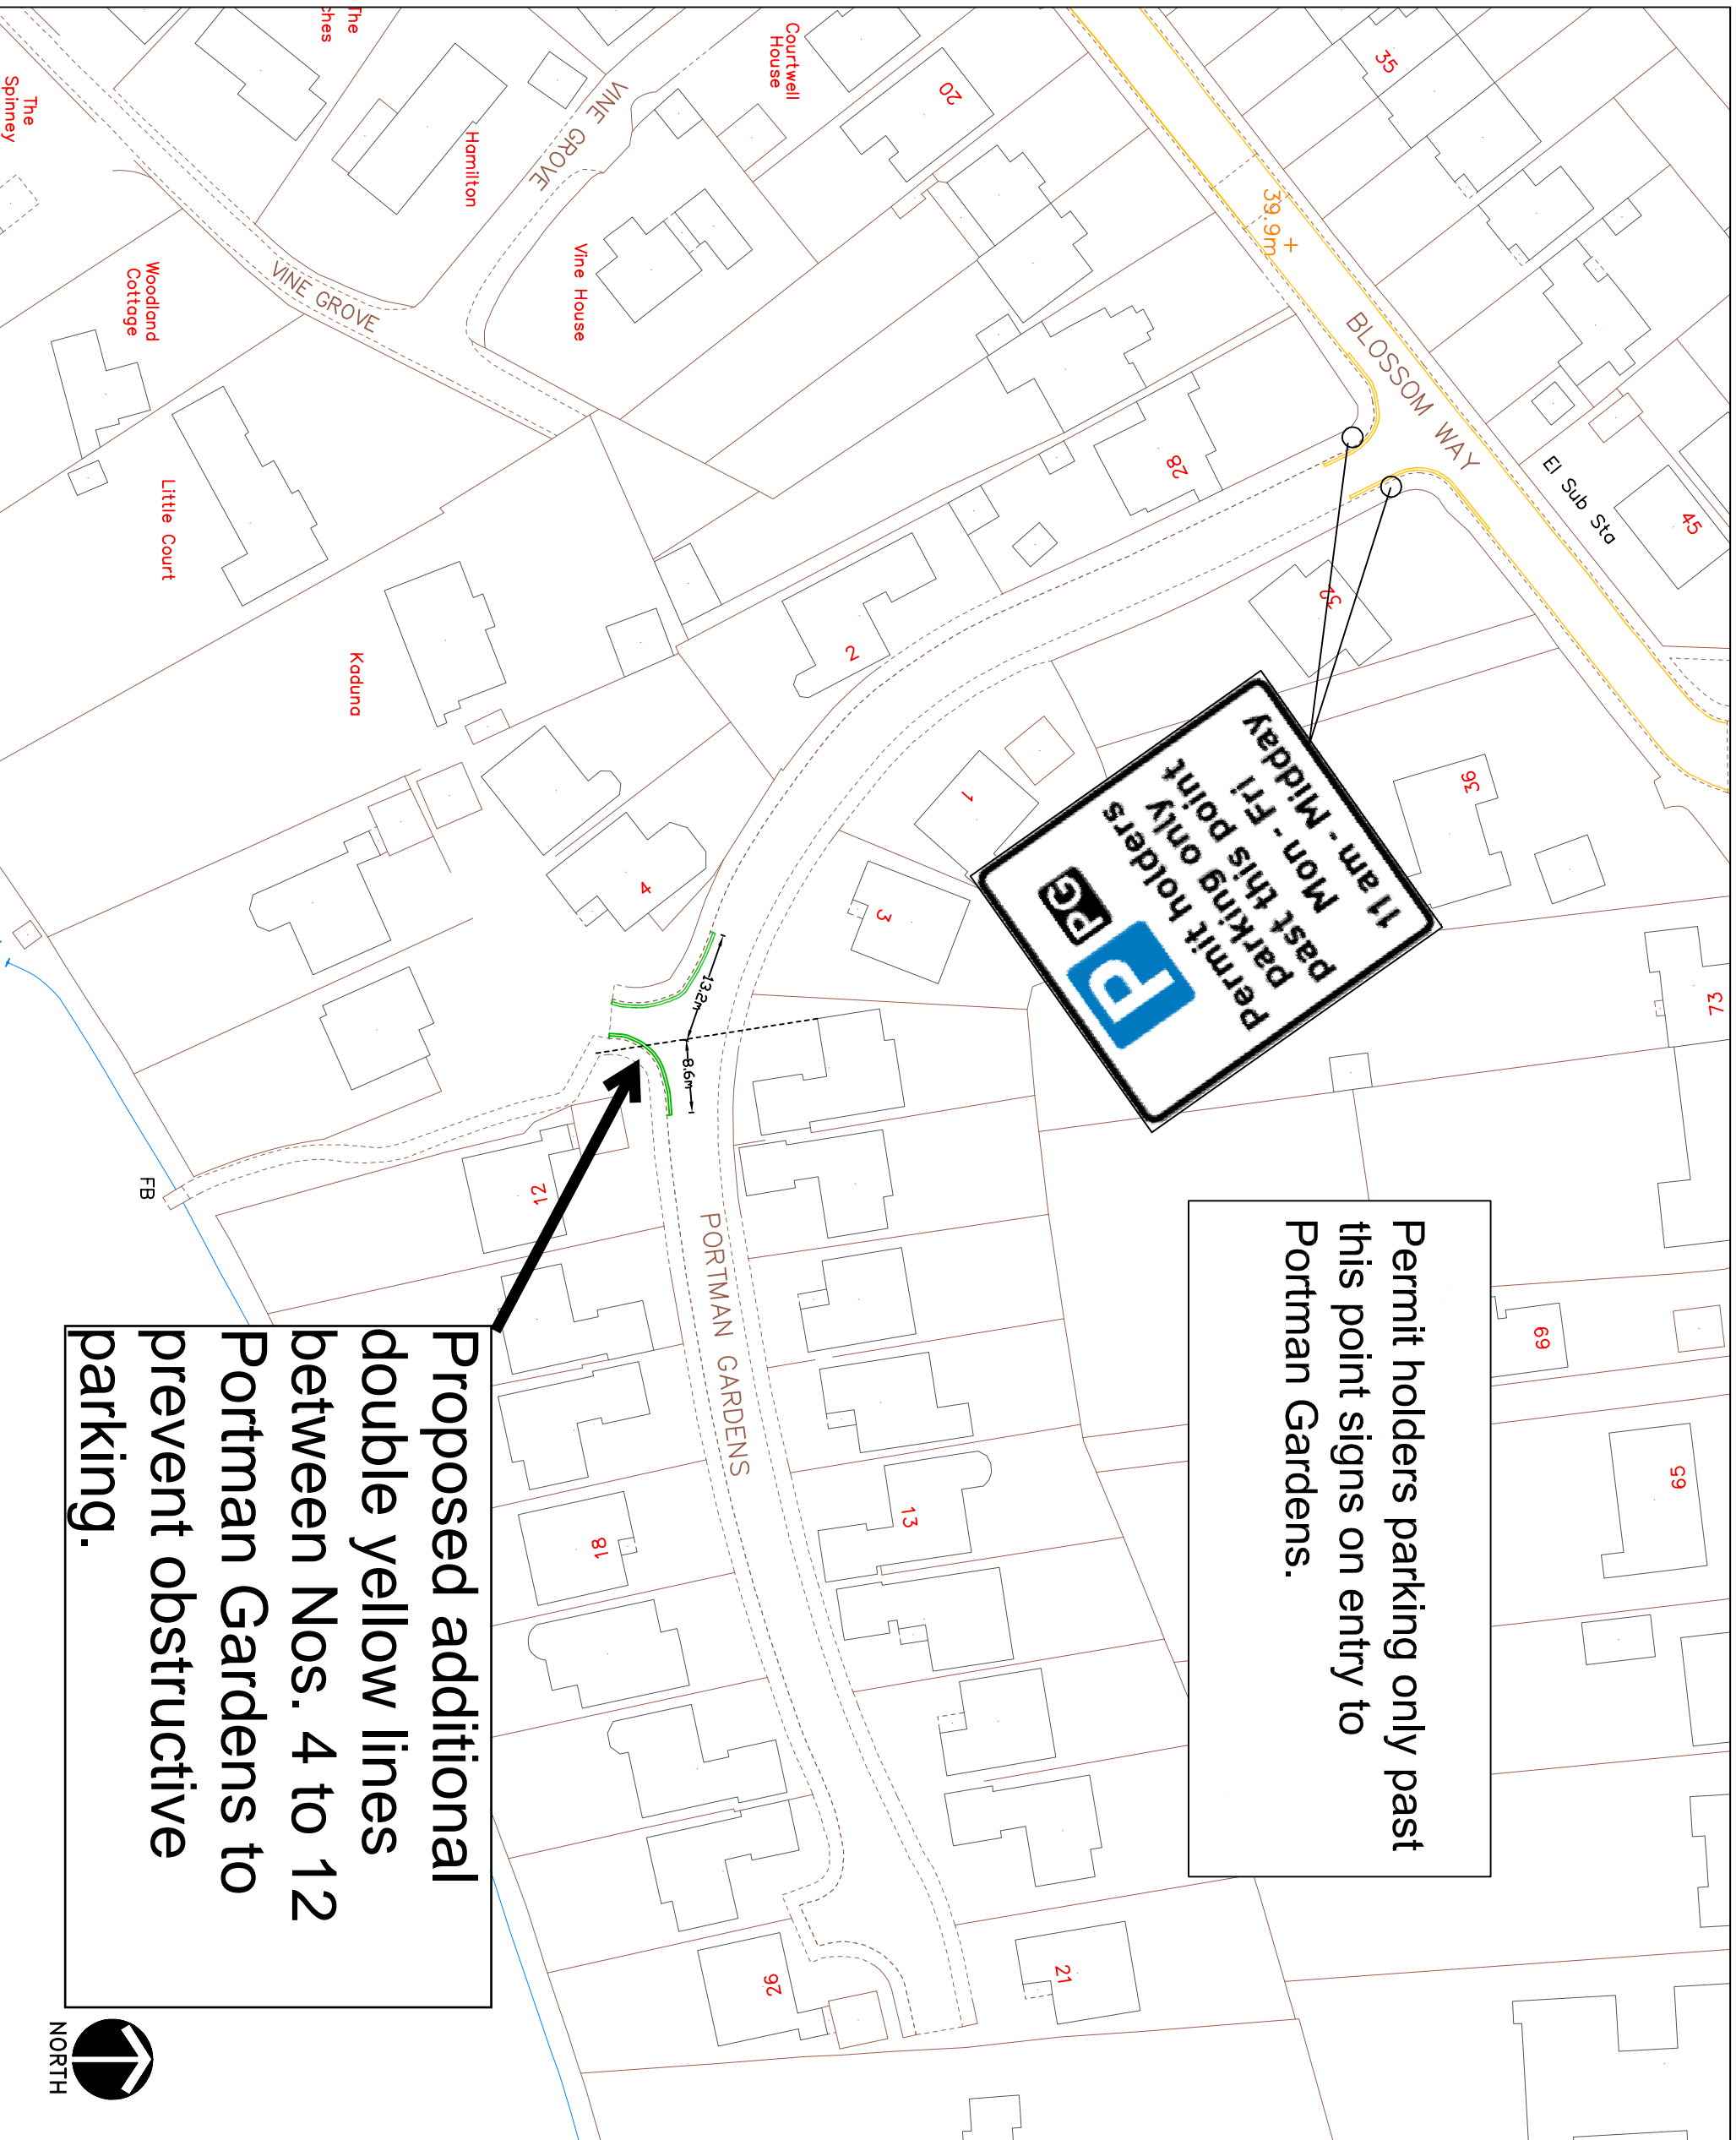 Permit holders parking only past
this point signs on entry to
Portman Gardens.
Proposed additional
double yellow lines
between Nos. 4 to 12
Portman Gardens to
prevent obstructive
parking.
P
PG
Permit holders
parking only
past this point
Mon - Fri
11 am - Midday
BLOSSOM WAY
PORTMAN GARDENS
VINE GROVE
VINE GROVE
39.9m
El Sub Sta
Courtwell
House
The
ches
The
Spinney
Hamilton
Vine House
Woodland
Cottage
Little Court
Kaduna
FB
13.2m
8.6m
35
20
45
28
32
36
73
69
65
1
2
3
4
12
13
18
21
26
NORTH